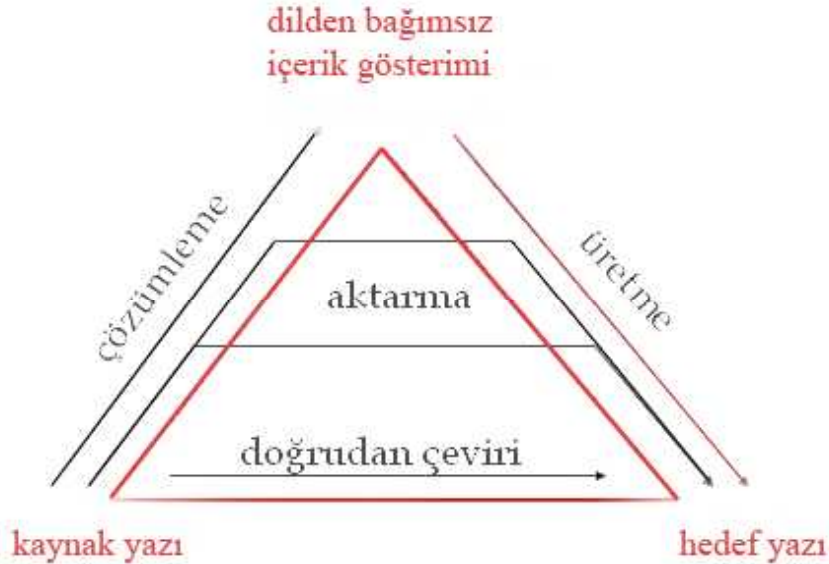 dilden bağımsız
içerik gösterimi
çözümleme
üretme
aktarma
doğrudan çeviri
kaynak yazı
hedef yazı